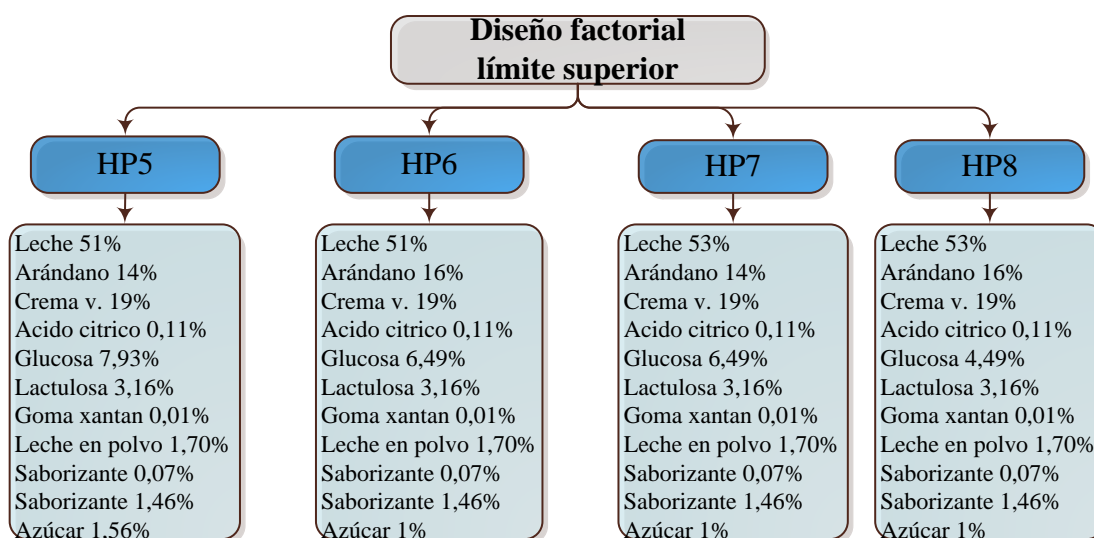 Diseño factorial
límite superior
HP5
HP6
HP7
HP8
Leche 51%
Arándano 14%
Crema v. 19%
Acido citrico 0,11%
Glucosa 7,93%
Lactulosa 3,16%
Goma xantan 0,01%
Leche en polvo 1,70%
Saborizante 0,07%
Saborizante 1,46%
Azúcar 1,56%
Leche 51%
Arándano 16%
Crema v. 19%
Acido citrico 0,11%
Glucosa 6,49%
Lactulosa 3,16%
Goma xantan 0,01%
Leche en polvo 1,70%
Saborizante 0,07%
Saborizante 1,46%
Azúcar 1%
Leche 53%
Arándano 14%
Crema v. 19%
Acido citrico 0,11%
Glucosa 6,49%
Lactulosa 3,16%
Goma xantan 0,01%
Leche en polvo 1,70%
Saborizante 0,07%
Saborizante 1,46%
Azúcar 1%
Leche 53%
Arándano 16%
Crema v. 19%
Acido citrico 0,11%
Glucosa 4,49%
Lactulosa 3,16%
Goma xantan 0,01%
Leche en polvo 1,70%
Saborizante 0,07%
Saborizante 1,46%
Azúcar 1%